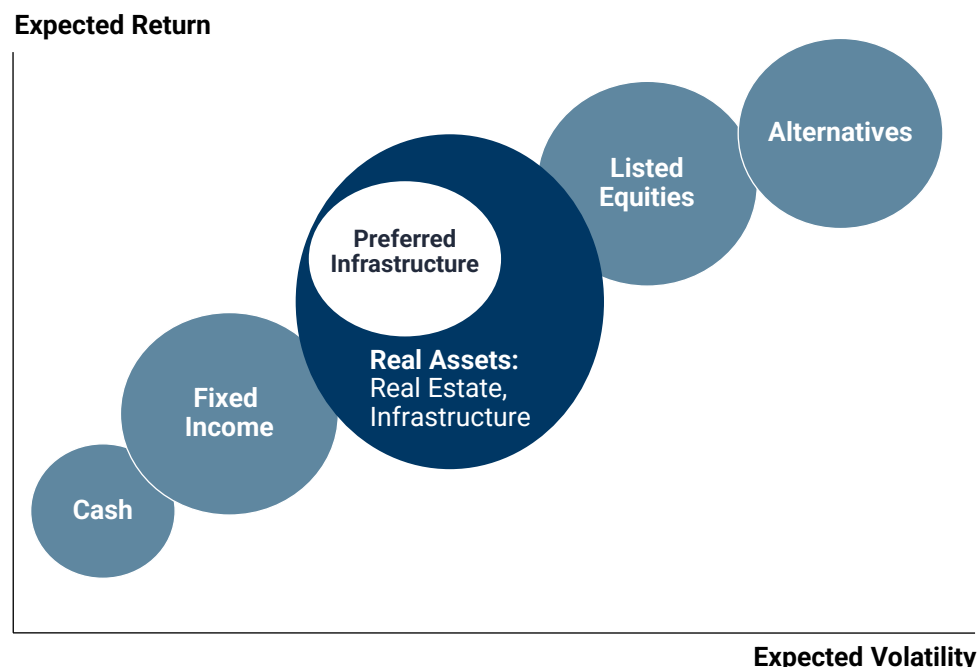 Expected Return
Alternatives
Listed
Equities
Preferred
Infrastructure
Real Assets:
Real Estate,
Infrastructure
Fixed
Income
Cash
Expected Volatility